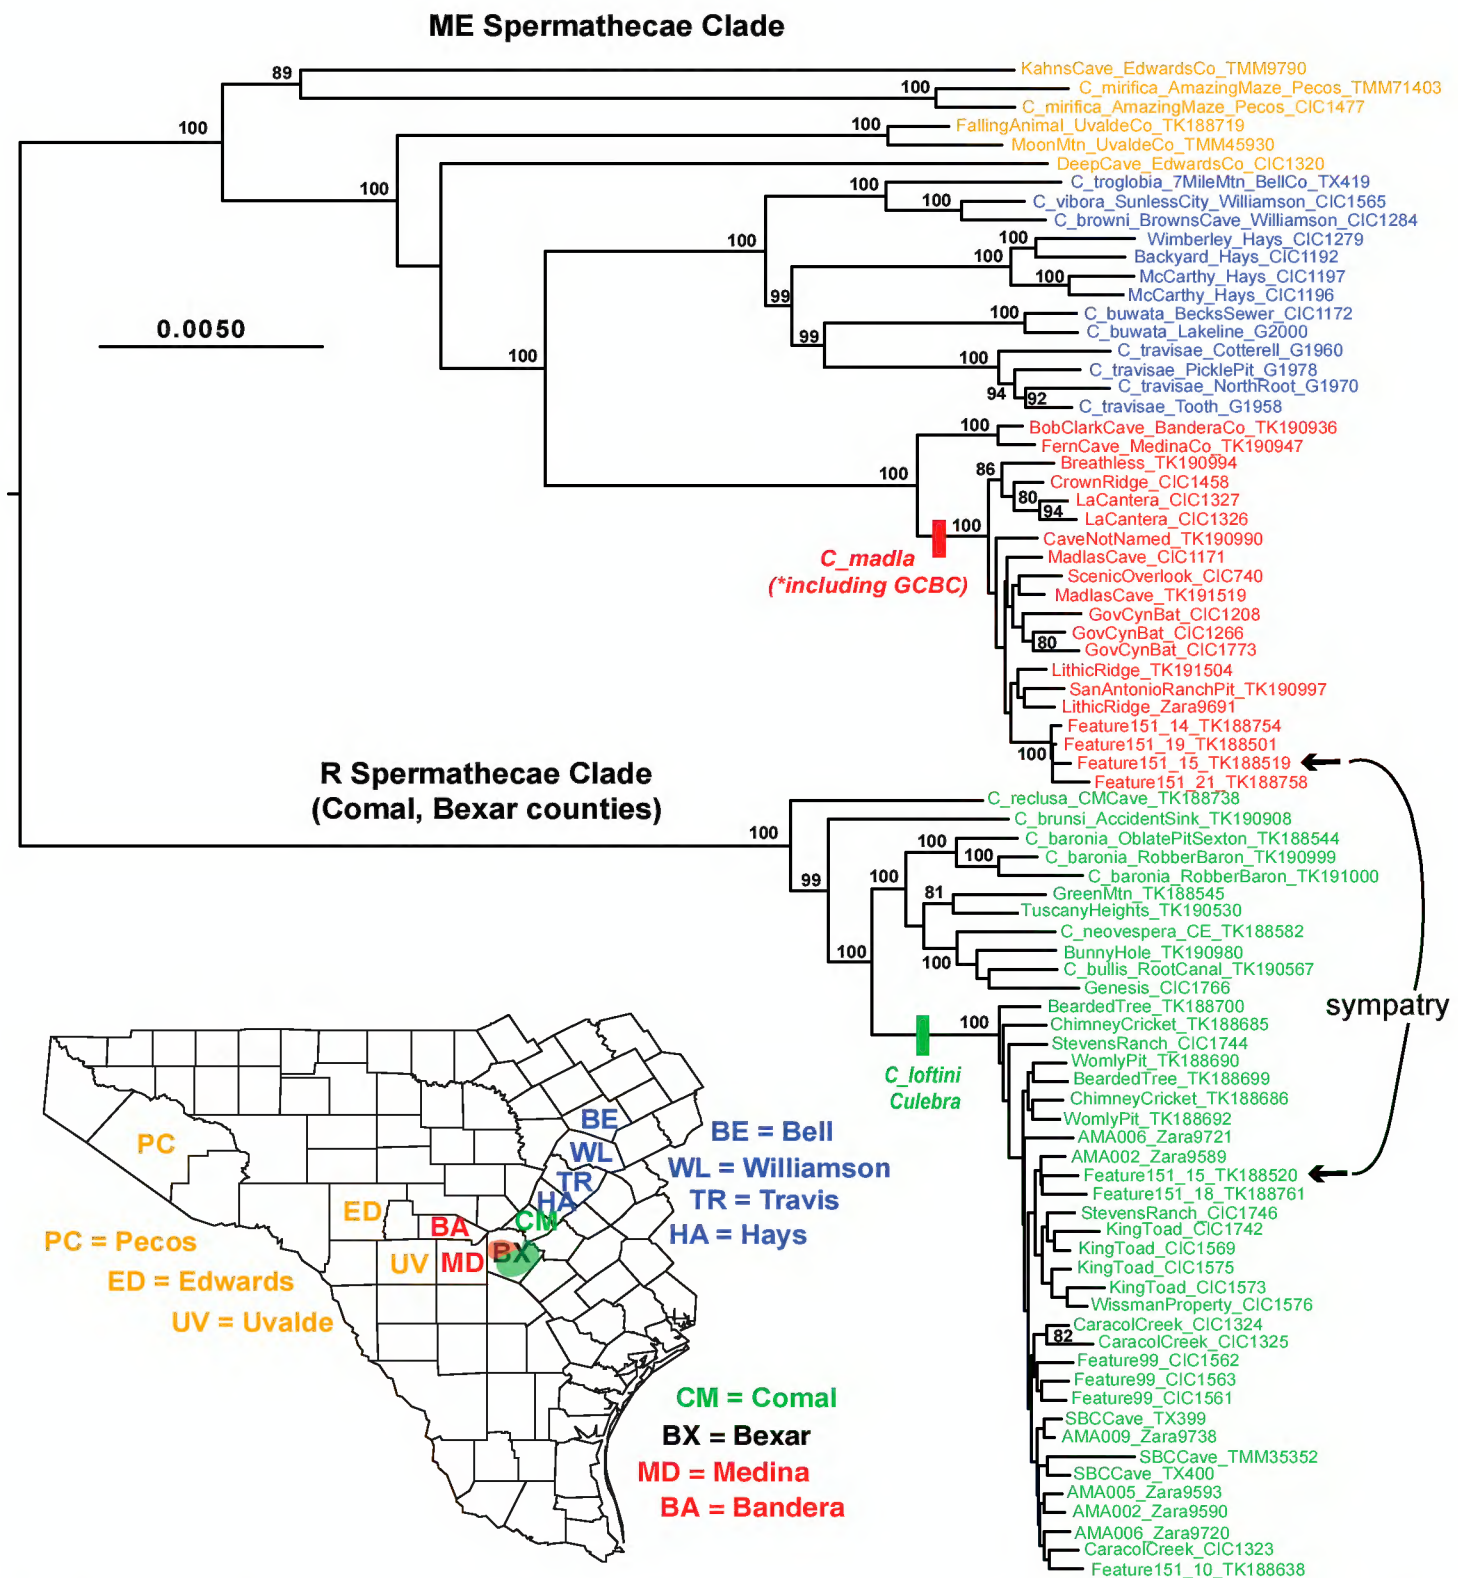 ME Spermathecae Clade
89
KahnsCave_EdwardsCo_TMM9790
100
C_mirifica_AmazingMaze_Pecos_TMM71403
C_mirifica_AmazingMaze_Pecos_CIC1477
100
100
FallingAnimal_UvaldeCo_TK188719
MoonMtn_UvaldeCo_TMM45930
DeepCave_EdwardsCo_CIC1320
100
100
C_troglobia_7MileMtn_BellCo_TX419
100
C_vibora_SunlessCity_Williamson_CIC1565
C_browni_BrownsCave_Williamson_CIC1284
100
100
Wimberley_Hays_CIC1279
100
Backyard_Hays_CIC1192
100
McCarthy_Hays_CIC1197
McCarthy_Hays_CIC1196
99
100
C_buwata_BecksSewer_CIC1172
C_buwata_Lakeline_G2000
99
0.0050
100
100
C_travisae_Cotterell_G1960
C_travisae_PicklePit_G1978
C_travisae_NorthRoot_G1970
94
92
C_travisae_Tooth_G1958
100
BobClarkCave_BanderaCo_TK190936
FernCave_MedinaCo_TK190947
100
86
Breathless_TK190994
CrownRidge_CIC1458
80
LaCantera_CIC1327
94
LaCantera_CIC1326
100
CaveNotNamed_TK190990
C_madla
(*including GCBC)
MadlasCave_CIC1171
ScenicOverlook_CIC740
MadlasCave_TK191519
GovCynBat_CIC1208
GovCynBat_CIC1266
80
GovCynBat_CIC1773
LithicRidge_TK191504
SanAntonioRanchPit_TK190997
LithicRidge_Zara9691
Feature151_14_TK188754
Feature151_19_TK188501
100
Feature151_15_TK188519
Feature151_21_TK188758
R Spermathecae Clade
(Comal, Bexar counties)
C_reclusa_CMCave_TK188738
100
C_brunsi_AccidentSink_TK190908
100
C_baronia_OblatePitSexton_TK188544
100
C_baronia_RobberBaron_TK190999
C_baronia_RobberBaron_TK191000
99
100
81
GreenMtn_TK188545
TuscanyHeights_TK190530
C_neovespera_CE_TK188582
100
100
BunnyHole_TK190980
C_bullis_RootCanal_TK190567
Genesis_CIC1766
sympatry
BeardedTree_TK188700
100
ChimneyCricket_TK188685
StevensRanch_CIC1744
C_loftini
Culebra
WomlyPit_TK188690
BeardedTree_TK188699
ChimneyCricket_TK188686
WomlyPit_TK188692
AMA006_Zara9721
AMA002_Zara9589
Feature151_15_TK188520
Feature151_18_TK188761
StevensRanch_CIC1746
KingToad_CIC1742
KingToad_CIC1569
KingToad_CIC1575
KingToad_CIC1573
WissmanProperty_CIC1576
CaracolCreek_CIC1324
82
CaracolCreek_CIC1325
Feature99_CIC1562
Feature99_CIC1563
Feature99_CIC1561
SBCCave_TX399
AMA009_Zara9738
SBCCave_TMM35352
SBCCave_TX400
AMA005_Zara9593
AMA002_Zara9590
AMA006_Zara9720
CaracolCreek_CIC1323
Feature151_10_TK188638
PC
BE
WL
TR
HA
CM
ED
BA
UV
MD
BX
BE = Bell
WL = Williamson
TR = Travis
HA = Hays
PC = Pecos
ED = Edwards
UV = Uvalde
CM = Comal
BX = Bexar
MD = Medina
BA = Bandera